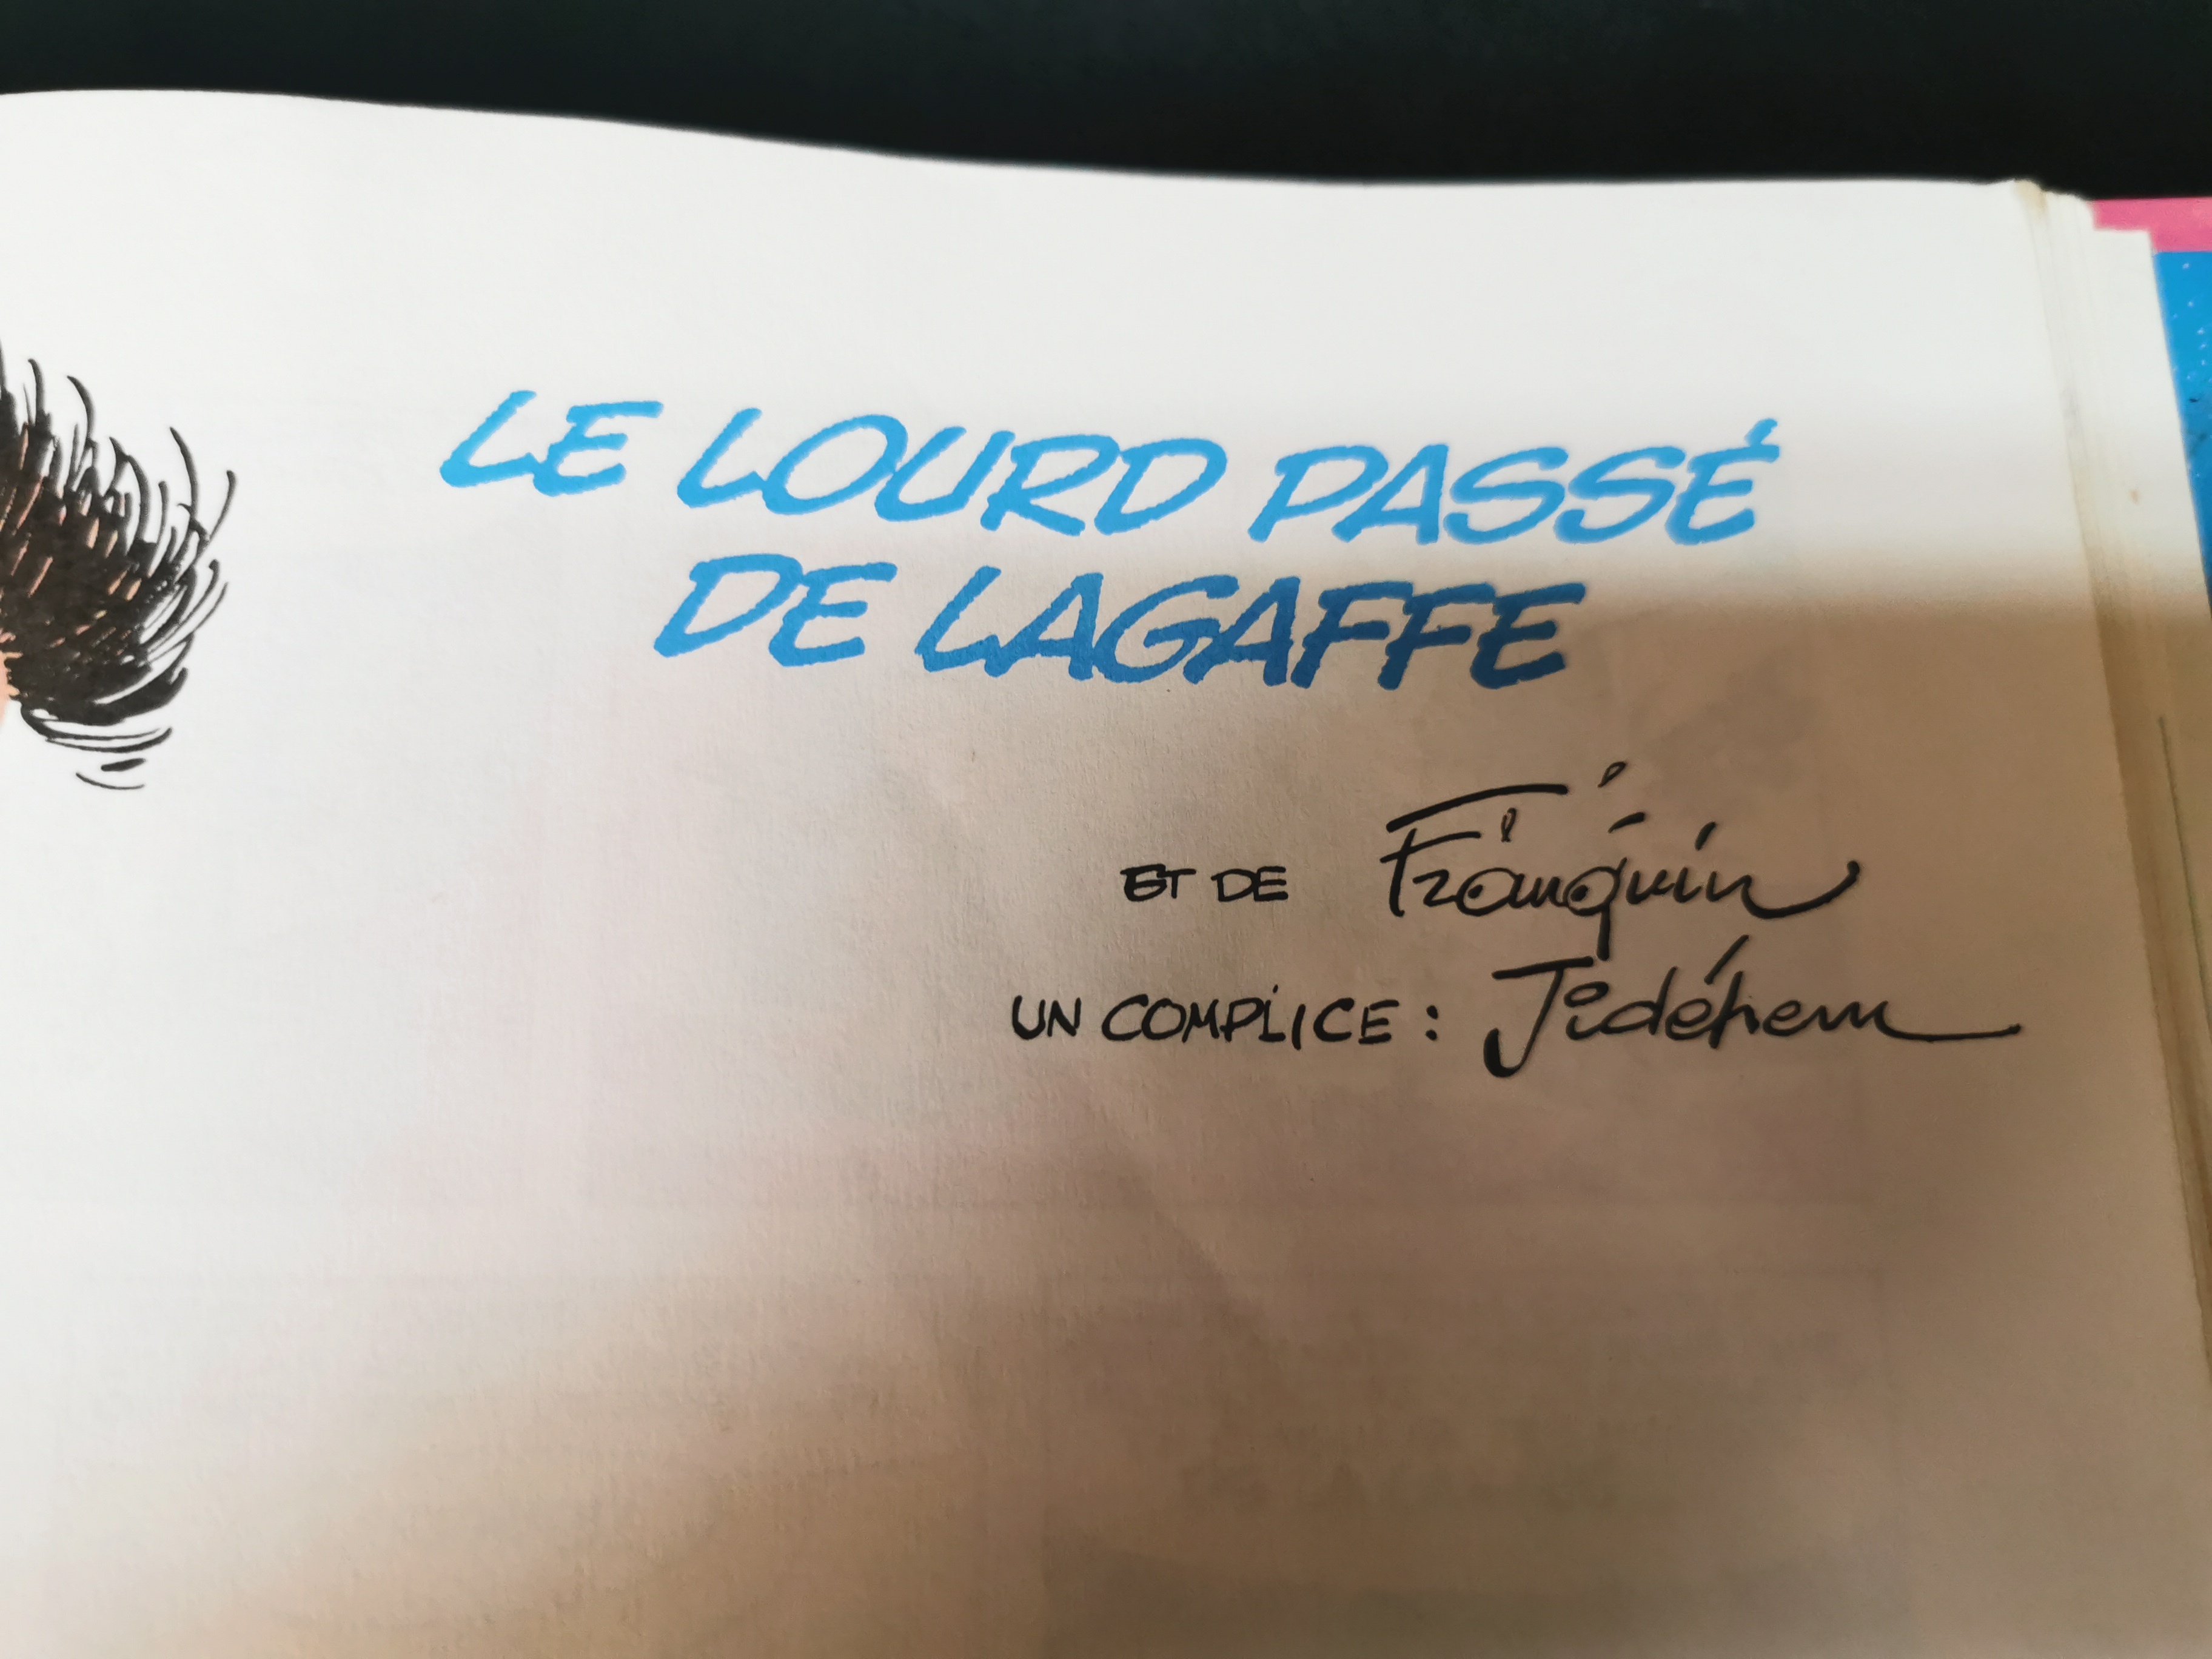 LE LOURD PASSÉ
DE LAGAFFE
ET DE Franquin
UN COMPLICE : Jidéhem